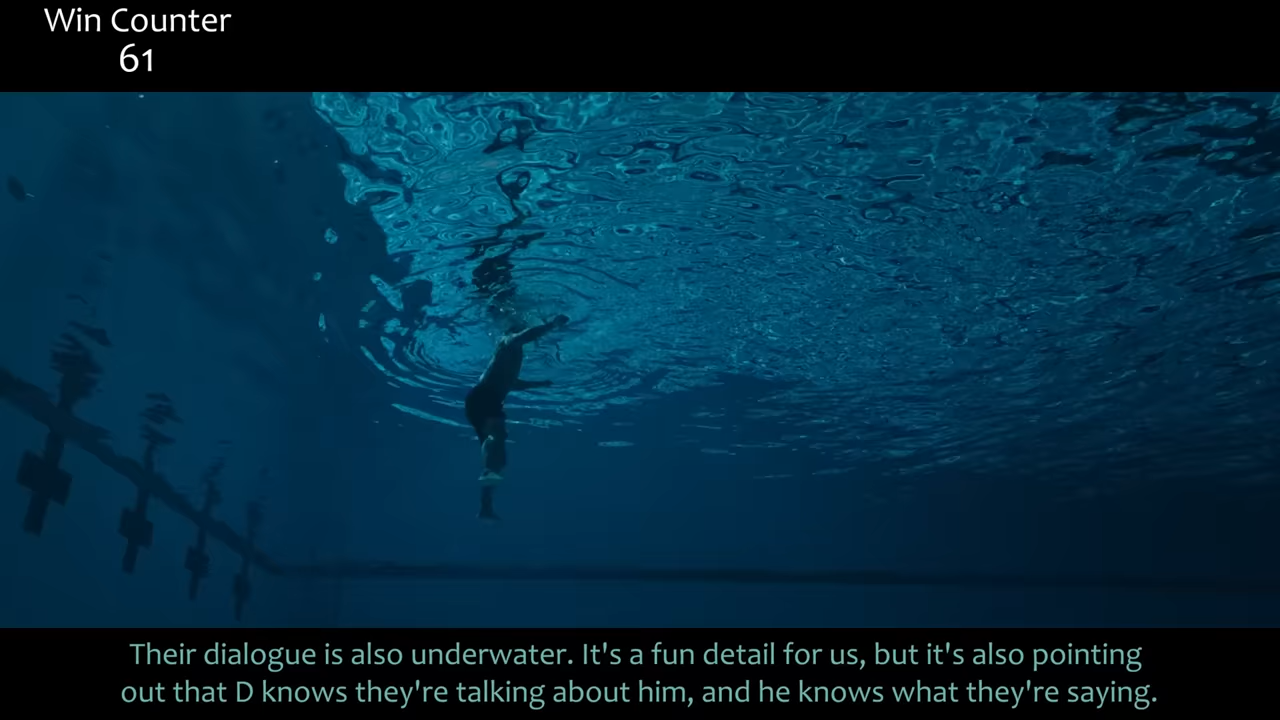 Win Counter
61
Their dialogue is also underwater. It's a fun detail for us, but it's also pointing
out that D knows they're talking about him, and he knows what they're saying.